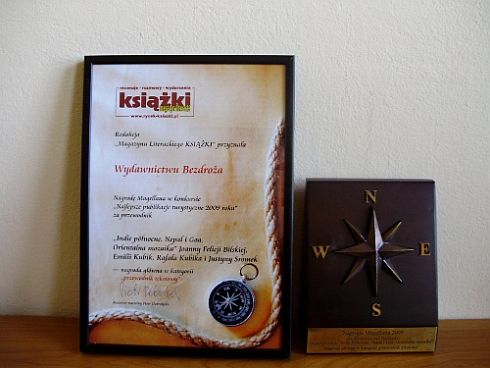 recenzje • rozmowy • wydarzenia
książki
www.rynek-ksiazki.pl
Redakcja
„Magazynu Literackiego KSIĄŻKI” przyznała
Wydawnictwu Bezdroża
Nagrodę Magellana w konkursie
„Najlepsze publikacje turystyczne 2009 roku”
za przewodnik
„Indie północne, Nepal i Goa.
Orientalna mozaika” Joanny Felicji Bilskiej,
Emilii Kubik, Rafała Kubika i Justyny Sromek
— nagroda główna w kategorii
"przewodnik tekstowy"
N
W E
S
Nagroda Magellana 2009